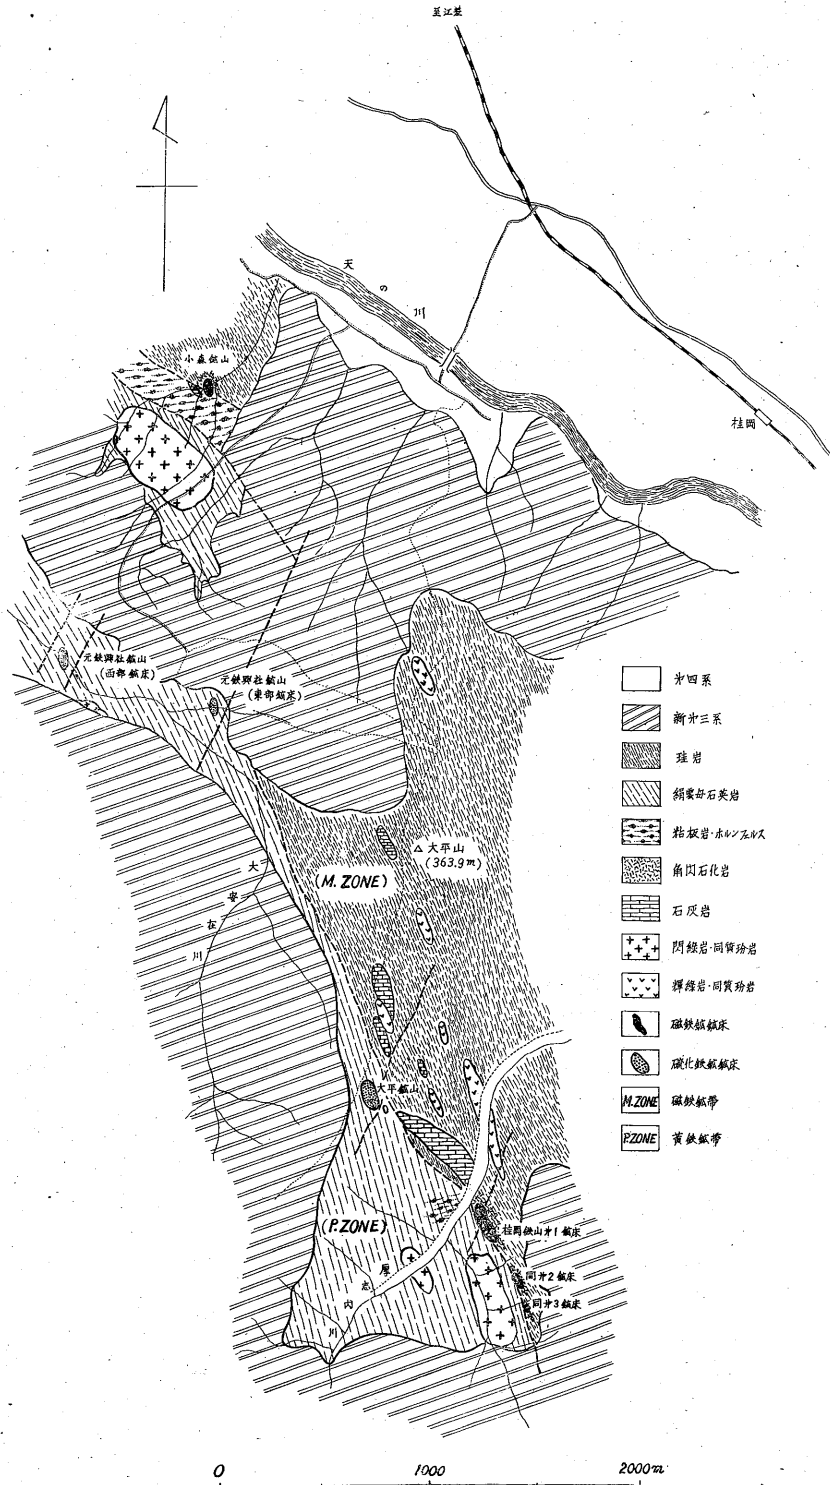 至江差
天の川
小森鉱山
桂岡
元鉄興社鉱山
(西部鉱床)
元鉄興社鉱山
(東部鉱床)
大平山
(363.9m)
(M. ZONE)
大安在川
大平鉱山
(P. ZONE)
桂岡鉄山才1鉱床
同才2鉱床
同才3鉱床
厚志内川
才四系
新才三系
珪岩
絹雲母石英岩
粘板岩・ホルンフェルス
角閃石化岩
石灰岩
閃緑岩・同質玢岩
輝緑岩・同質玢岩
磁鉄鉱鉱床
硫化鉄鉱鉱床
M.ZONE 磁鉄鉱帯
P.ZONE 黄鉄鉱帯
0 1000 2000m